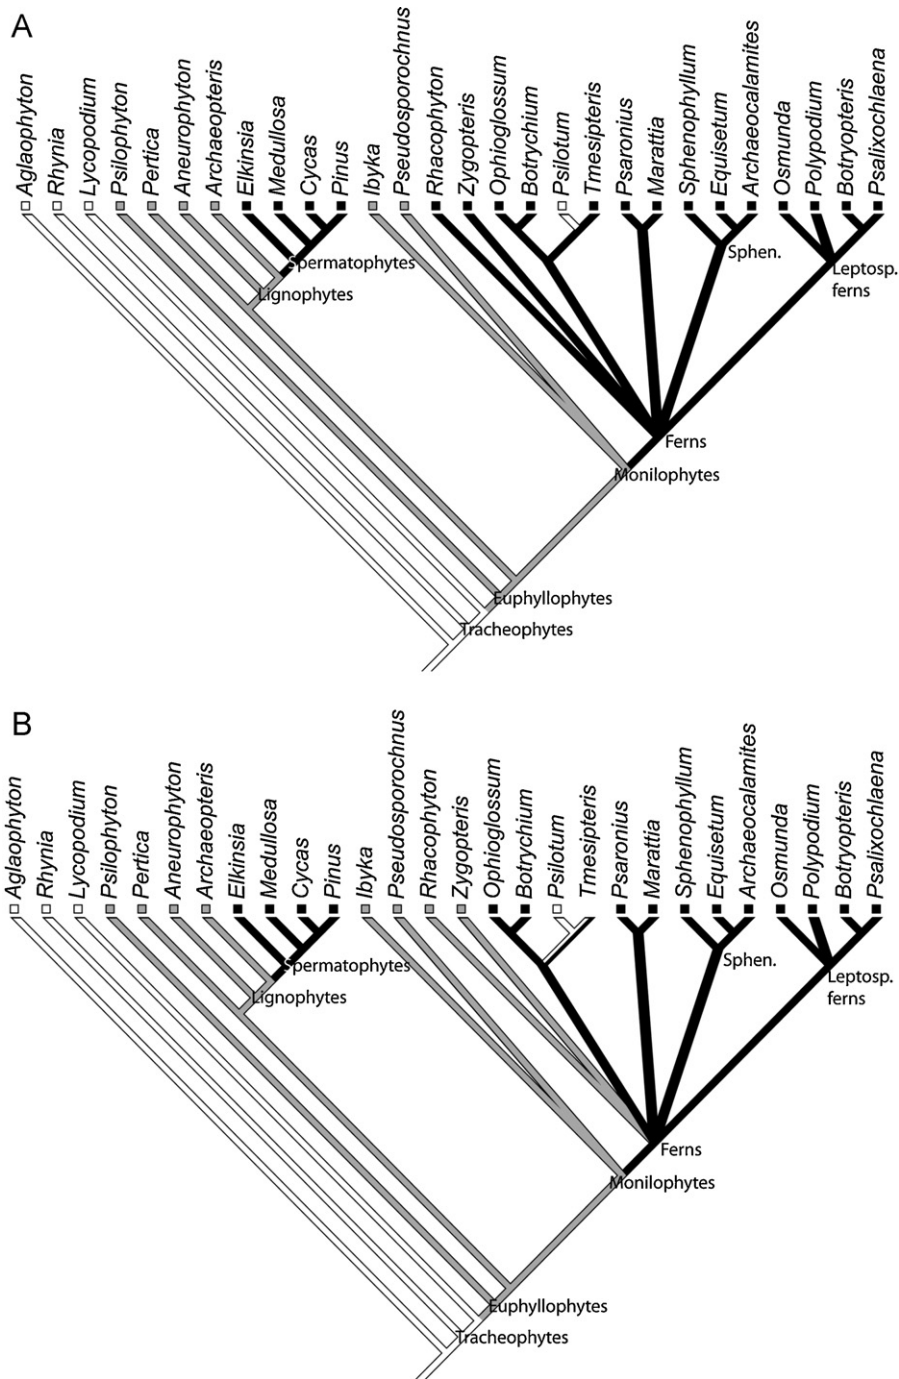 A
Aglaophyton
Rhynia
Lycopodium
Psilophyton
Pertica
Aneurophyton
Archaeopteris
Elkinsia
Medullosa
Cycas
Pinus
Ibyka
Pseudosporochnus
Rhacophyton
Zygopteris
Ophioglossum
Botrychium
Psilotum
Tmesipteris
Psaronius
Marattia
Sphenophyllum
Equisetum
Archaeocalamites
Osmunda
Polypodium
Botryopteris
Psalixochlaena
Spermatophytes
Lignophytes
Sphen.
Leptosp.
ferns
Ferns
Monilophytes
Euphyllophytes
Tracheophytes
B
Aglaophyton
Rhynia
Lycopodium
Psilophyton
Pertica
Aneurophyton
Archaeopteris
Elkinsia
Medullosa
Cycas
Pinus
Ibyka
Pseudosporochnus
Rhacophyton
Zygopteris
Ophioglossum
Botrychium
Psilotum
Tmesipteris
Psaronius
Marattia
Sphenophyllum
Equisetum
Archaeocalamites
Osmunda
Polypodium
Botryopteris
Psalixochlaena
Spermatophytes
Lignophytes
Sphen.
Leptosp.
ferns
Ferns
Monilophytes
Euphyllophytes
Tracheophytes